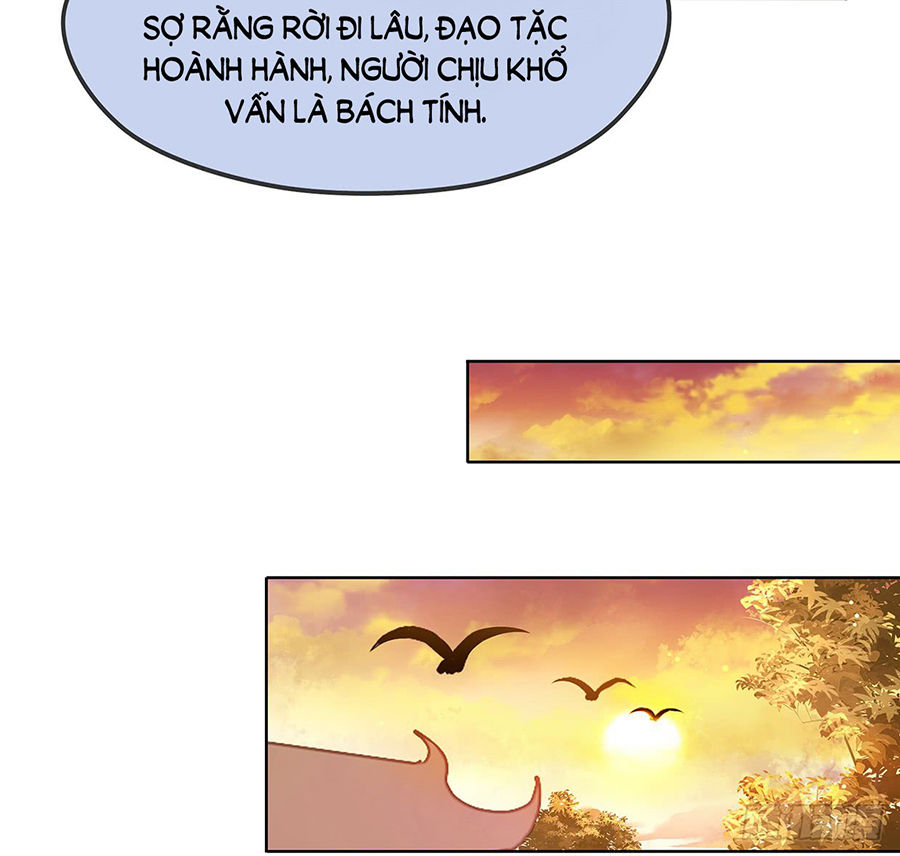 SỢ RẰNG RỜI ĐI LÂU, ĐẠO TẶC
HOÀNH HÀNH, NGƯỜI CHỊU KHỔ
VẪN LÀ BÁCH TÍNH.